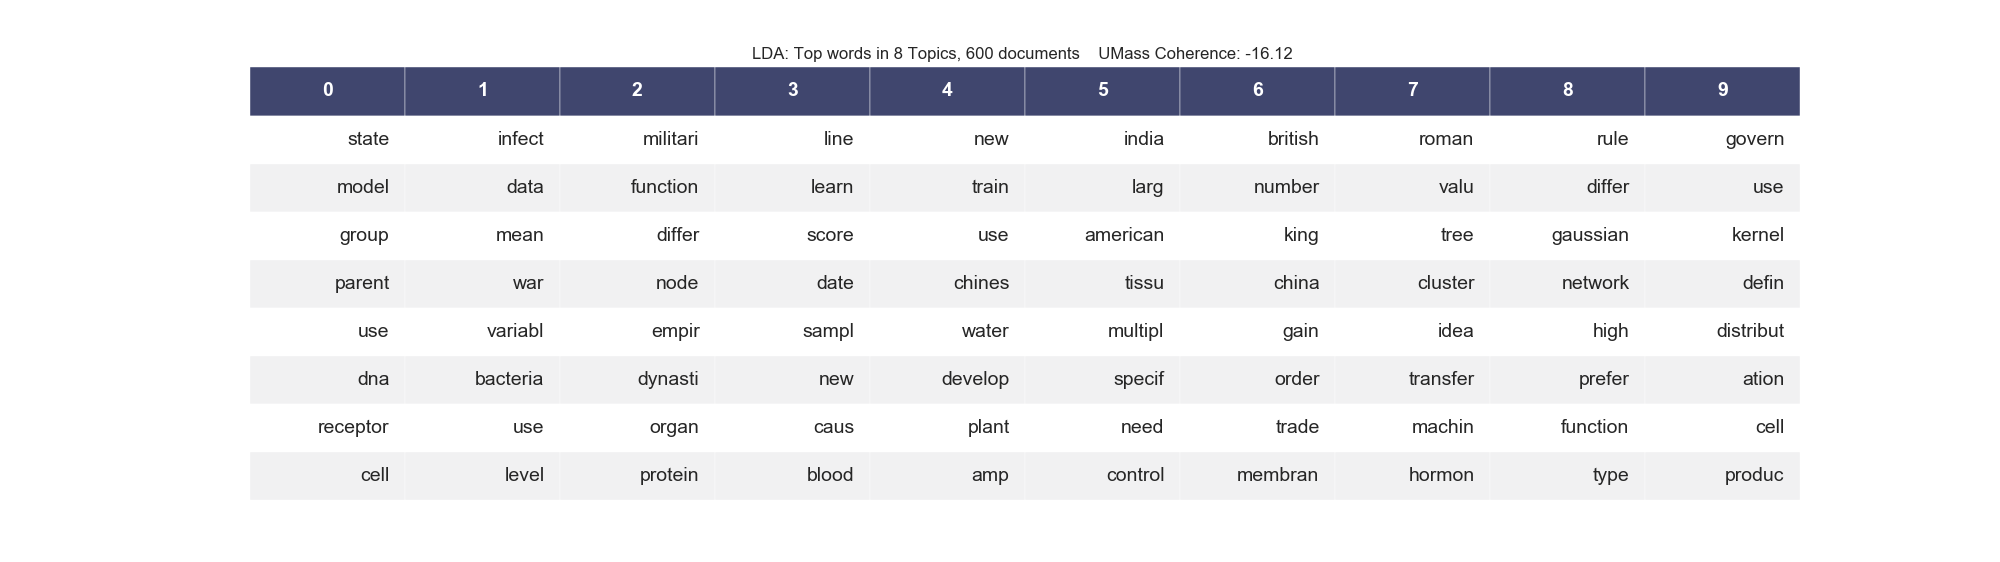 LDA: Top words in 8 Topics, 600 documents UMass Coherence: -16.12
0 1 2 3 4 5 6 7 8 9
state infect militari line new india british roman rule govern
model data function learn train larg number valu differ use
group mean differ score use american king tree gaussian kernel
parent war node date chines tissu china cluster network defin
use variabl empir sampl water multipl gain idea high distribut
dna bacteria dynasti new develop specif order transfer prefer ation
receptor use organ caus plant need trade machin function cell
cell level protein blood amp control membran hormon type produc